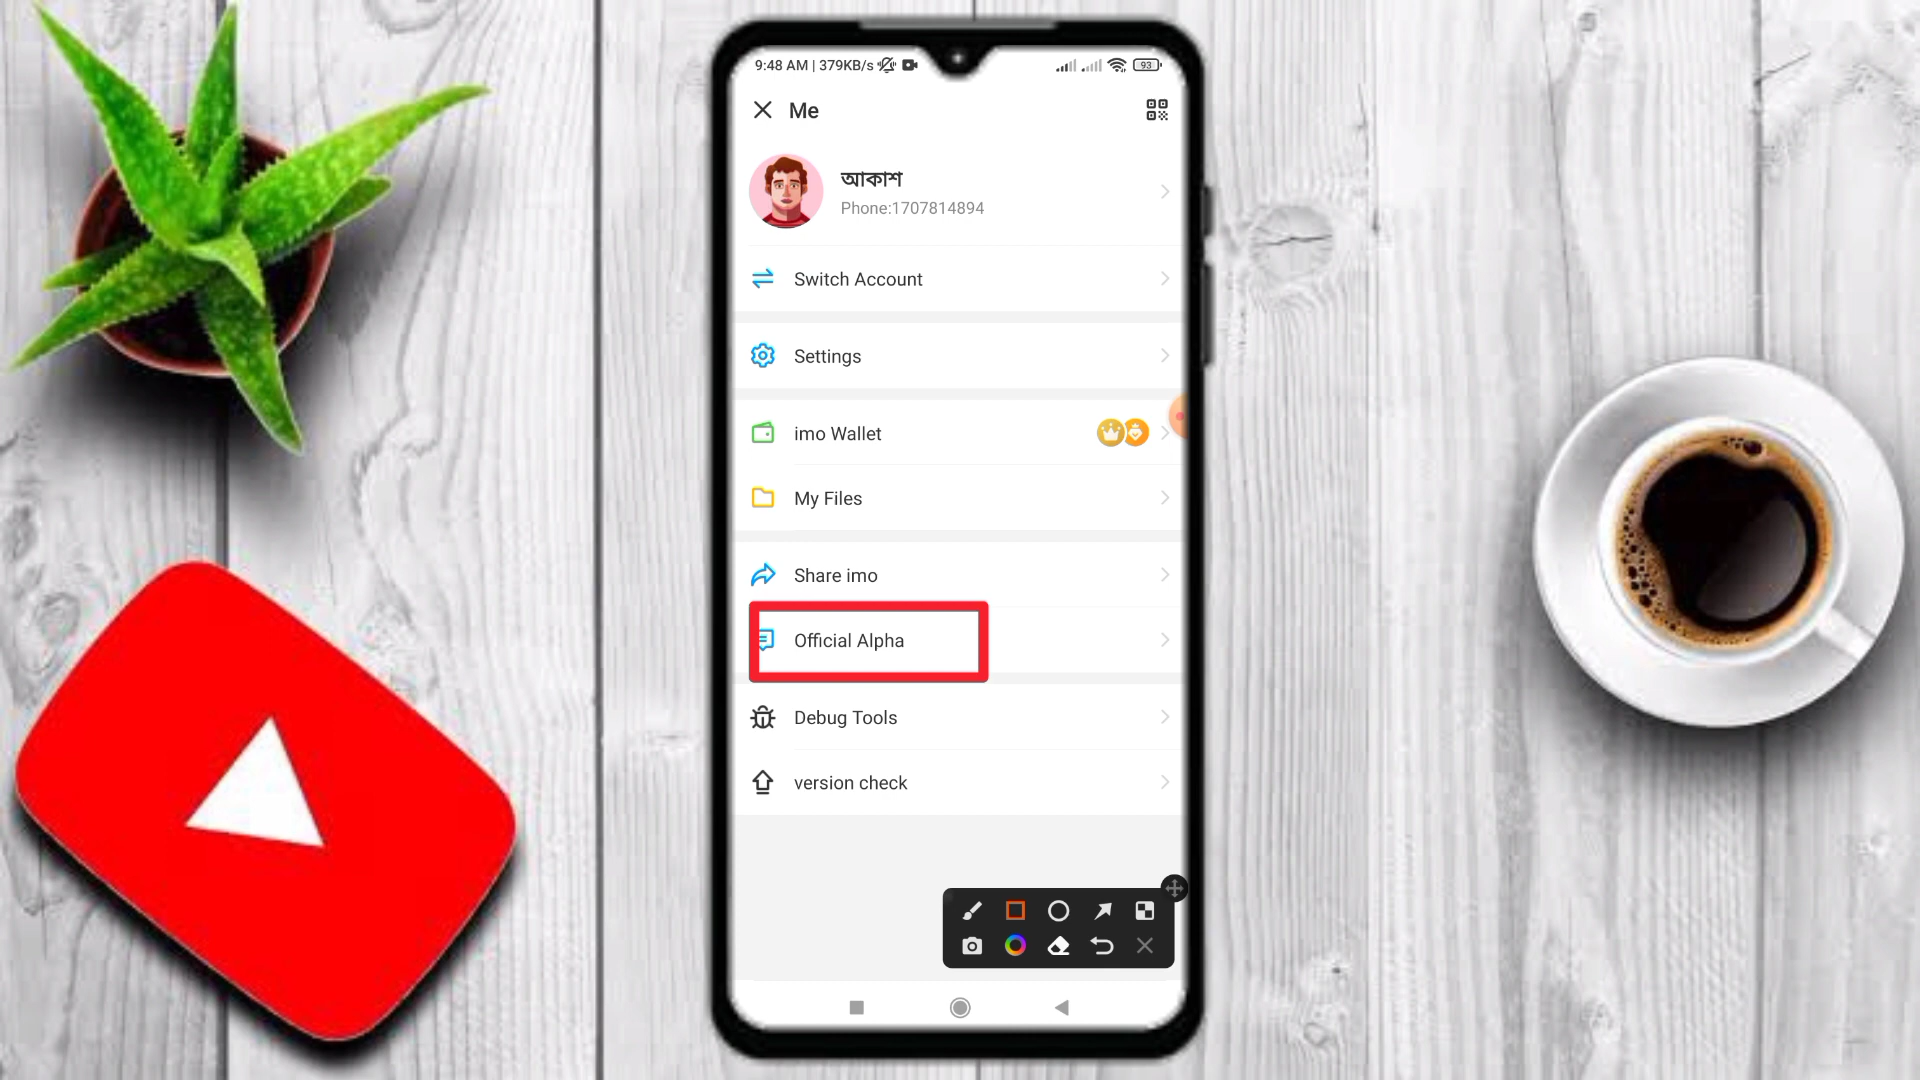 9:48 AM | 379KB/s
93
Me
আকাশ
Phone:1707814894
Switch Account
Settings
imo Wallet
My Files
Share imo
Official Alpha
Debug Tools
version check